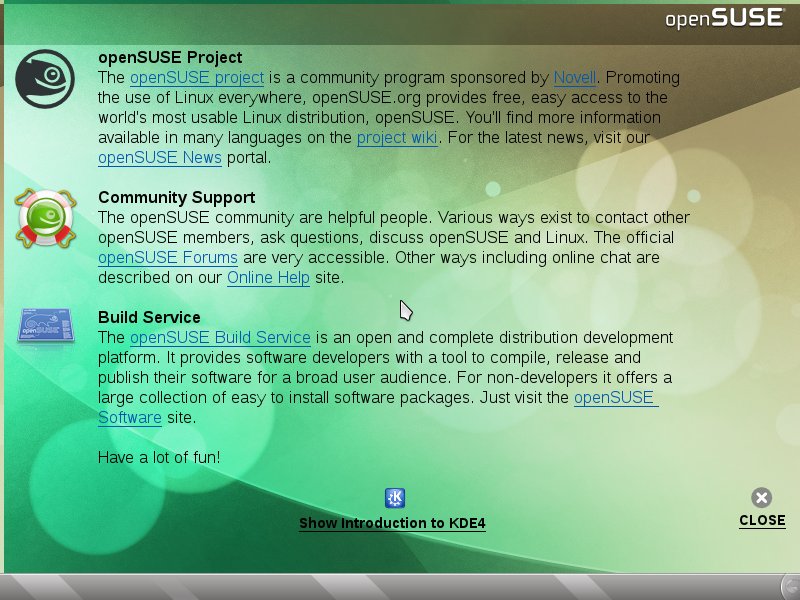 openSUSE
openSUSE Project
The openSUSE project is a community program sponsored by Novell. Promoting
the use of Linux everywhere, openSUSE.org provides free, easy access to the
world's most usable Linux distribution, openSUSE. You'll find more information
available in many languages on the project wiki. For the latest news, visit our
openSUSE News portal.
Community Support
The openSUSE community are helpful people. Various ways exist to contact other
openSUSE members, ask questions, discuss openSUSE and Linux. The official
openSUSE Forums are very accessible. Other ways including online chat are
described on our Online Help site.
Build Service
The openSUSE Build Service is an open and complete distribution development
openSUSE
platform. It provides software developers with a tool to compile, release and
publish their software for a broad user audience. For non-developers it offers a
large collection of easy to install software packages. Just visit the openSUSE
Software site.
Have a lot of fun!
Show Introduction to KDE4
CLOSE